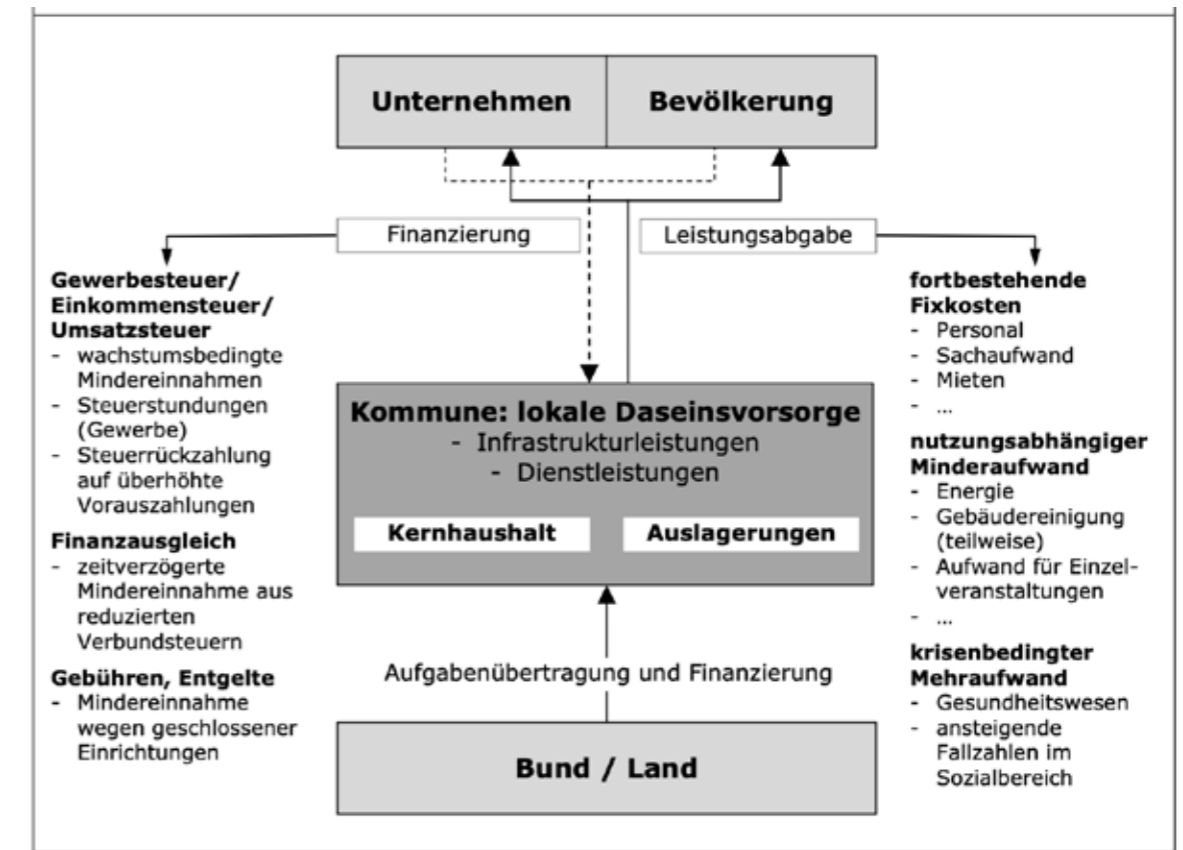 Unternehmen
Bevölkerung
Finanzierung
Leistungsabgabe
Gewerbesteuer/
Einkommensteuer/
Umsatzsteuer
- wachstumsbedingte
Mindereinnahmen
- Steuerstundungen
(Gewerbe)
- Steuerrückzahlung
auf überhöhte
Vorauszahlungen
Finanzausgleich
- zeitverzögerte
Mindereinnahme aus
reduzierten
Verbundsteuern
Gebühren, Entgelte
- Mindereinnahme
wegen geschlossener
Einrichtungen
Kommune: lokale Daseinsvorsorge
- Infrastrukturleistungen
- Dienstleistungen
Kernhaushalt
Auslagerungen
Aufgabenübertragung und Finanzierung
Bund / Land
fortbestehende
Fixkosten
- Personal
- Sachaufwand
- Mieten
- ...
nutzungsabhängiger
Minderaufwand
- Energie
- Gebäudereinigung
(teilweise)
- Aufwand für Einzel-
veranstaltungen
- ...
krisenbedingter
Mehraufwand
- Gesundheitswesen
- ansteigende
Fallzahlen im
Sozialbereich